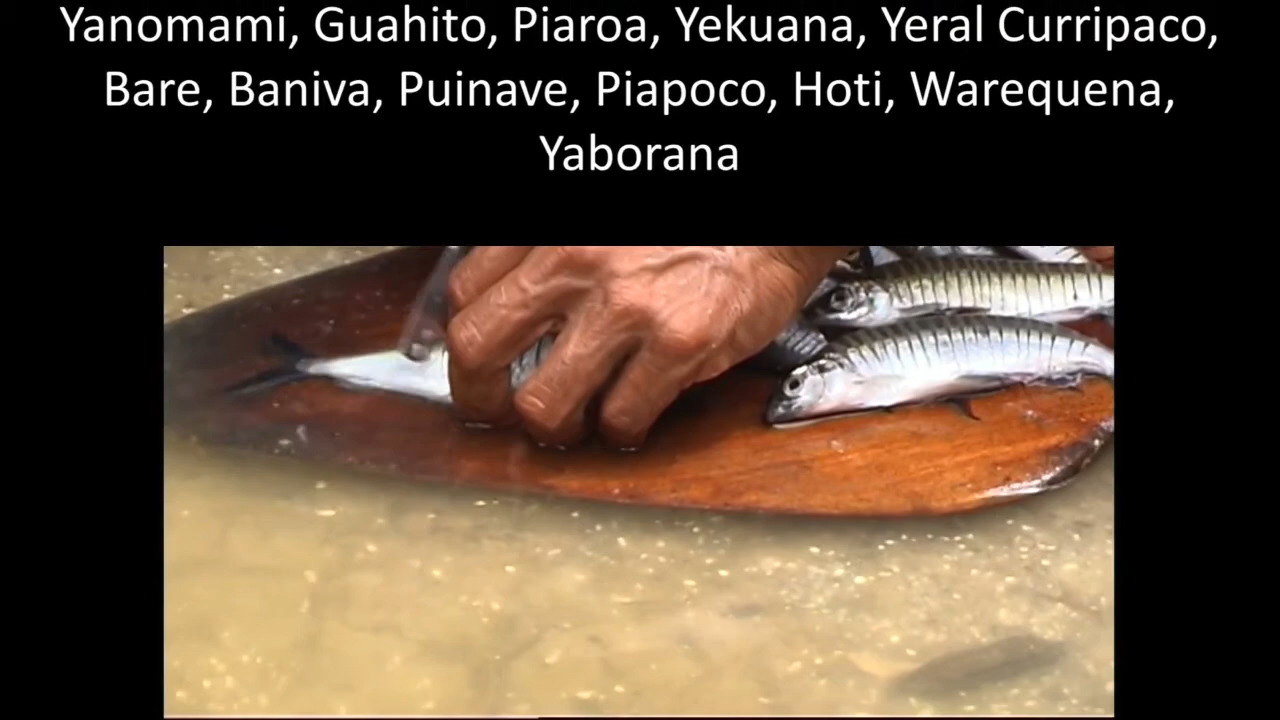 Yanomami, Guahito, Piaroa, Yekuana, Yeral Curripaco,
Bare, Baniva, Puinave, Piapoco, Hoti, Warequena,
Yaborana